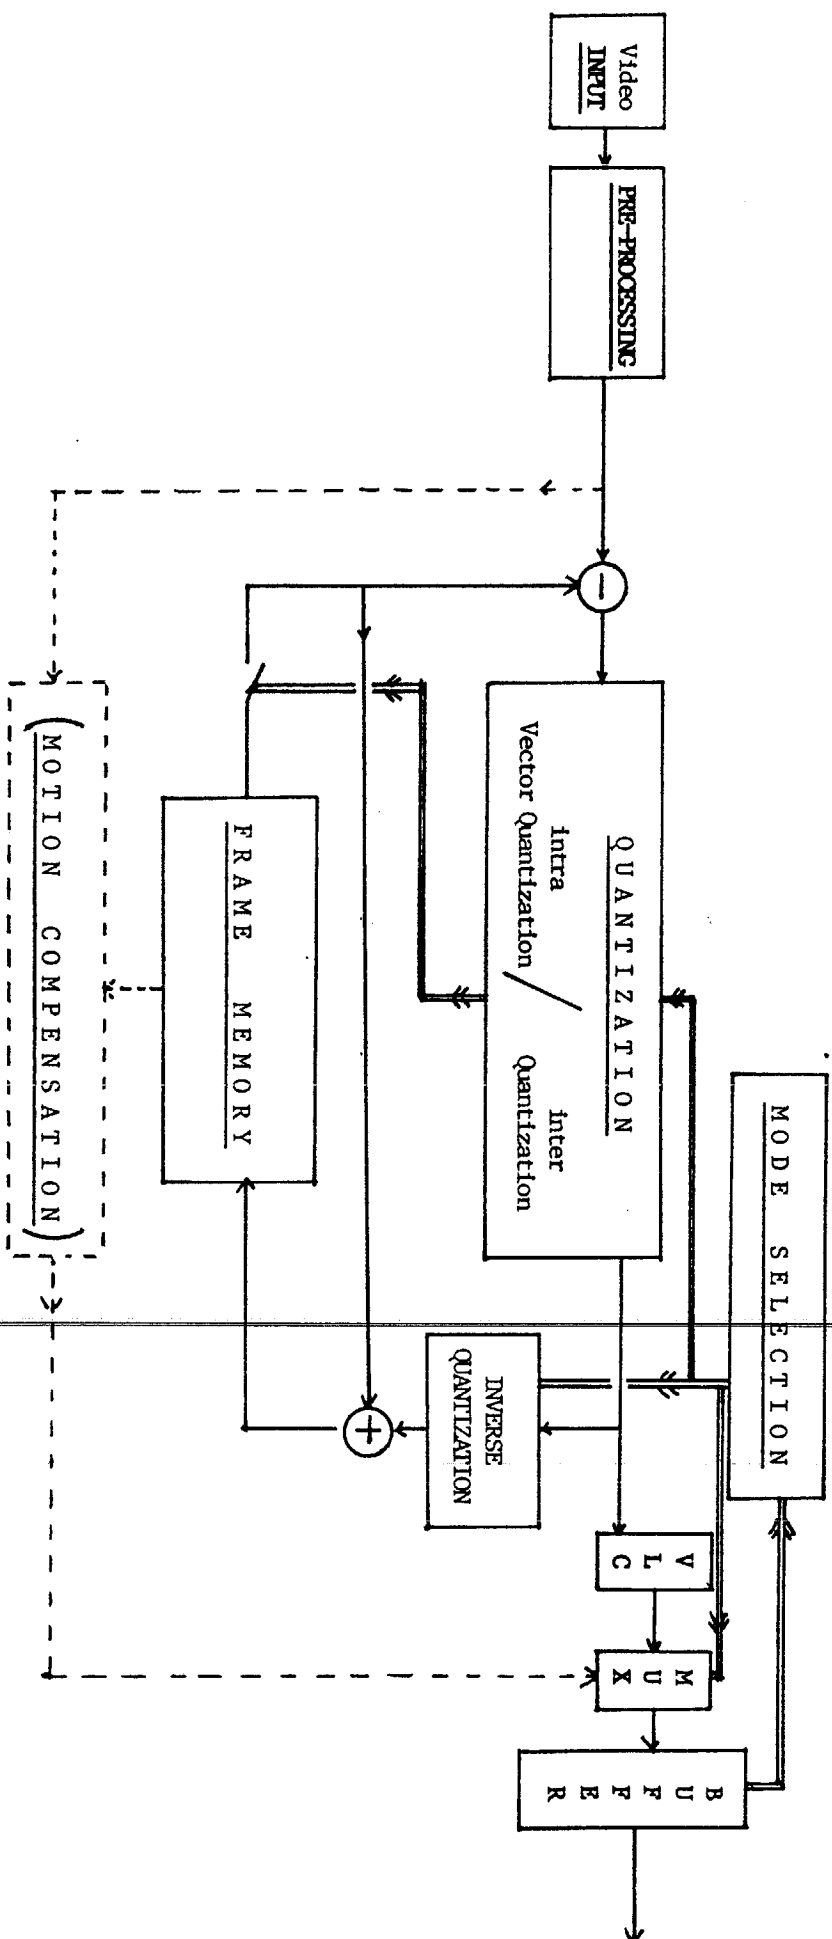 Video
INPUT
PRE-PROCESSING
-
QUANTIZATION
intra
Vector Quantization
/
inter
Quantization
MODE SELECTION
FRAME MEMORY
(MOTION COMPENSATION)
INVERSE
QUANTIZATION
+
VLC
MUX
BUFFER